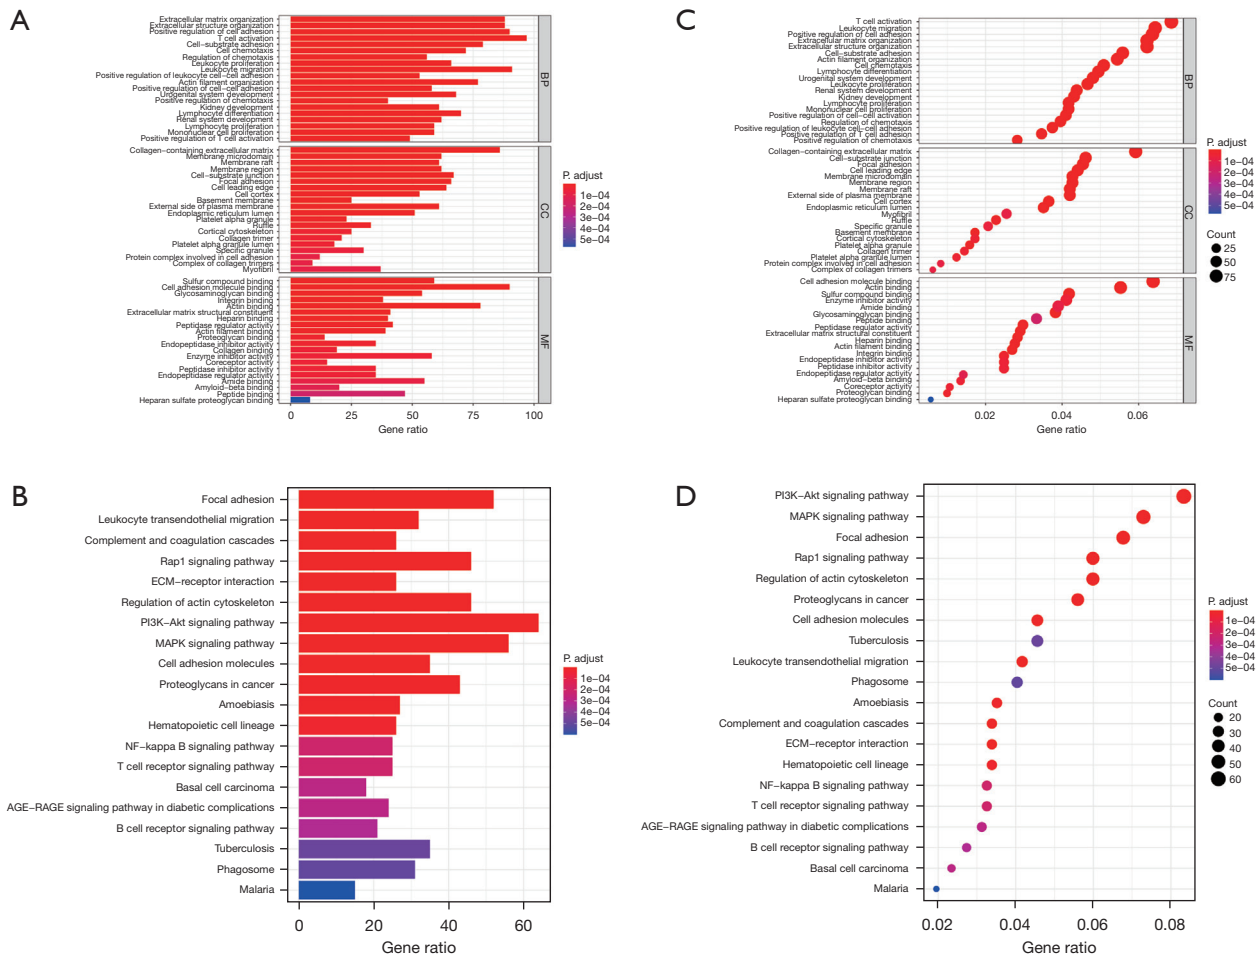 A
Extracellular matrix organization
Extracellular structure organization
Positive regulation of cell adhesion
T cell activation
Cell−substrate adhesion
Cell chemotaxis
Regulation of chemotaxis
Leukocyte proliferation
Leukocyte migration
Positive regulation of leukocyte cell−cell adhesion
Actin filament organization
Positive regulation of cell−cell adhesion
Urogenital system development
Positive regulation of chemotaxis
Kidney development
Lymphocyte differentiation
Renal system development
Lymphocyte proliferation
Mononuclear cell proliferation
Positive regulation of T cell activation
BP
Collagen−containing extracellular matrix
Membrane microdomain
Membrane raft
Membrane region
Cell−substrate junction
Focal adhesion
Cell leading edge
Cell cortex
Basement membrane
External side of plasma membrane
Endoplasmic reticulum lumen
Platelet alpha granule
Ruffle
Cortical cytoskeleton
Collagen trimer
Platelet alpha granule lumen
Specific granule
Protein complex involved in cell adhesion
Complex of collagen trimers
Myofibril
CC
Sulfur compound binding
Cell adhesion molecule binding
Glycosaminoglycan binding
Integrin binding
Actin binding
Extracellular matrix structural constituent
Heparin binding
Peptidase regulator activity
Actin filament binding
Proteoglycan binding
Endopeptidase inhibitor activity
Collagen binding
Enzyme inhibitor activity
Coreceptor activity
Peptidase inhibitor activity
Endopeptidase regulator activity
Amide binding
Amyloid−beta binding
Peptide binding
Heparan sulfate proteoglycan binding
MF
0 25 50 75 100
Gene ratio
P. adjust
1e−04
2e−04
3e−04
4e−04
5e−04
C
T cell activation
Leukocyte migration
Positive regulation of cell adhesion
Extracellular matrix organization
Extracellular structure organization
Cell−substrate adhesion
Actin filament organization
Cell chemotaxis
Lymphocyte differentiation
Urogenital system development
Leukocyte proliferation
Renal system development
Kidney development
Lymphocyte proliferation
Mononuclear cell proliferation
Positive regulation of cell−cell activation
Regulation of chemotaxis
Positive regulation of leukocyte cell−cell adhesion
Positive regulation of T cell adhesion
Positive regulation of chemotaxis
BP
Collagen−containing extracellular matrix
Cell−substrate junction
Focal adhesion
Cell leading edge
Membrane microdomain
Membrane region
Membrane raft
External side of plasma membrane
Cell cortex
Endoplasmic reticulum lumen
Myofibril
Ruffle
Specific granule
Basement membrane
Cortical cytoskeleton
Platelet alpha granule
Collagen trimer
Platelet alpha granule lumen
Protein complex involved in cell adhesion
Complex of collagen trimers
CC
Cell adhesion molecule binding
Actin binding
Sulfur compound binding
Enzyme inhibitor activity
Amide binding
Glycosaminoglycan binding
Peptide binding
Peptidase regulator activity
Extracellular matrix structural constituent
Heparin binding
Actin filament binding
Integrin binding
Endopeptidase inhibitor activity
Peptidase inhibitor activity
Endopeptidase regulator activity
Amyloid−beta binding
Coreceptor activity
Proteoglycan binding
Heparan sulfate proteoglycan binding
MF
0.02 0.04 0.06
Gene ratio
P. adjust
1e−04
2e−04
3e−04
4e−04
5e−04
Count
25
50
75
B
Focal adhesion
Leukocyte transendothelial migration
Complement and coagulation cascades
Rap1 signaling pathway
ECM−receptor interaction
Regulation of actin cytoskeleton
PI3K−Akt signaling pathway
MAPK signaling pathway
Cell adhesion molecules
Proteoglycans in cancer
Amoebiasis
Hematopoietic cell lineage
NF−kappa B signaling pathway
T cell receptor signaling pathway
Basal cell carcinoma
AGE−RAGE signaling pathway in diabetic complications
B cell receptor signaling pathway
Tuberculosis
Phagosome
Malaria
0 20 40 60
Gene ratio
P. adjust
1e−04
2e−04
3e−04
4e−04
5e−04
D
PI3K−Akt signaling pathway
MAPK signaling pathway
Focal adhesion
Rap1 signaling pathway
Regulation of actin cytoskeleton
Proteoglycans in cancer
Cell adhesion molecules
Tuberculosis
Leukocyte transendothelial migration
Phagosome
Amoebiasis
Complement and coagulation cascades
ECM−receptor interaction
Hematopoietic cell lineage
NF−kappa B signaling pathway
T cell receptor signaling pathway
AGE−RAGE signaling pathway in diabetic complications
B cell receptor signaling pathway
Basal cell carcinoma
Malaria
0.02 0.04 0.06 0.08
Gene ratio
P. adjust
1e−04
2e−04
3e−04
4e−04
5e−04
Count
20
30
40
50
60